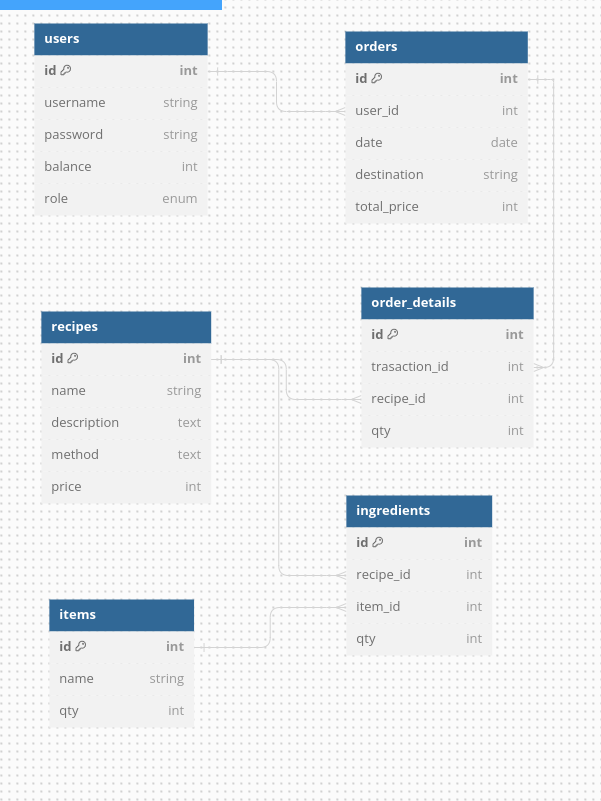 users
id int
username string
password string
balance int
role enum
orders
id int
user_id int
date date
destination string
total_price int
recipes
id int
name string
description text
method text
price int
order_details
id int
trasaction_id int
recipe_id int
qty int
ingredients
id int
recipe_id int
item_id int
qty int
items
id int
name string
qty int